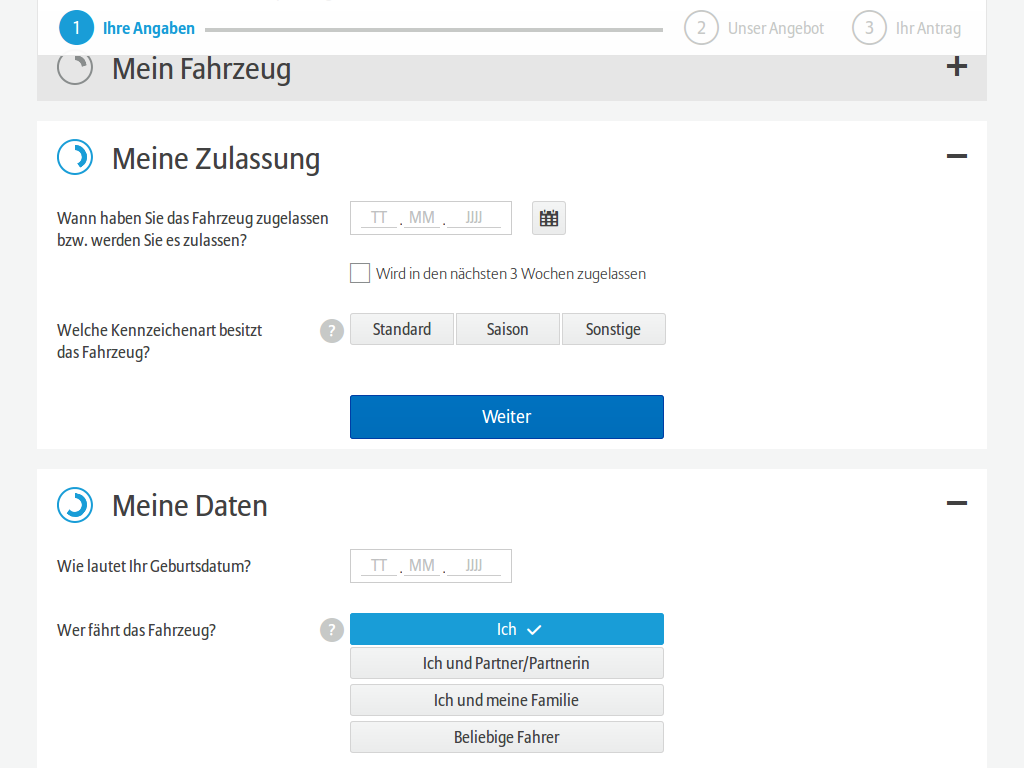 1 Ihre Angaben 2 Unser Angebot 3 Ihr Antrag
Mein Fahrzeug
Meine Zulassung
Wann haben Sie das Fahrzeug zugelassen
bzw. werden Sie es zulassen?
TT . MM . JJJJ
Wird in den nächsten 3 Wochen zugelassen
Welche Kennzeichenart besitzt
das Fahrzeug?
? Standard Saison Sonstige
Weiter
Meine Daten
Wie lautet Ihr Geburtsdatum? TT . MM . JJJJ
Wer fährt das Fahrzeug? ? Ich
Ich und Partner/Partnerin
Ich und meine Familie
Beliebige Fahrer